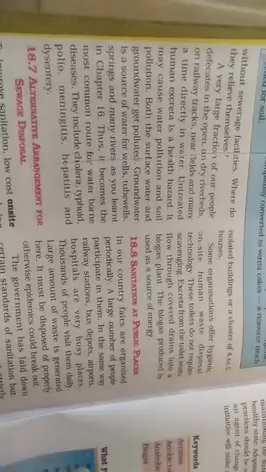 without sewerage facilities. Where do
they relieve themselves?
A very large fraction of our people
defecates in the open, on dry riverbeds,
on railway tracks, near fields and many
a time directly in water. Untreated
human excreta is a health hazard. It
may cause water pollution and soil
pollution. Both the surface water and
groundwater get polluted. Groundwater
is a source of water for wells, tubewells,
springs and many rivers as you learnt
in Chapter 16. Thus, it becomes the
most common route for water borne
diseases. They include cholera, typhoid,
polio, meningitis, hepatitis and
dysentery.
18.7 ALTERNATIVE ARRANGEMENT FOR
SEWAGE DISPOSAL
sanitation, low cost onsite
isolated buildings or a cluster of 4 to 5
houses.
Some organisations offer hygienic
on-site human waste disposal
technology. These toilets do not require
scavenging. Excreta from the toilet seats
flows through covered drains into a
biogas plant. The biogas produced is
used as a source of energy.
18.8 SANITATION AT PUBLIC PLACES
In our country fairs are organised
periodically. A large number of people
participate in them. In the same way
railway stations, bus depots, airports,
hospitals are very busy places.
Thousands of people visit them daily.
Large amount of waste is generated
here. It must be disposed of properly
otherwise epidemics could break out.
The government has laid down
certain standards of sanitation but,
Keywords